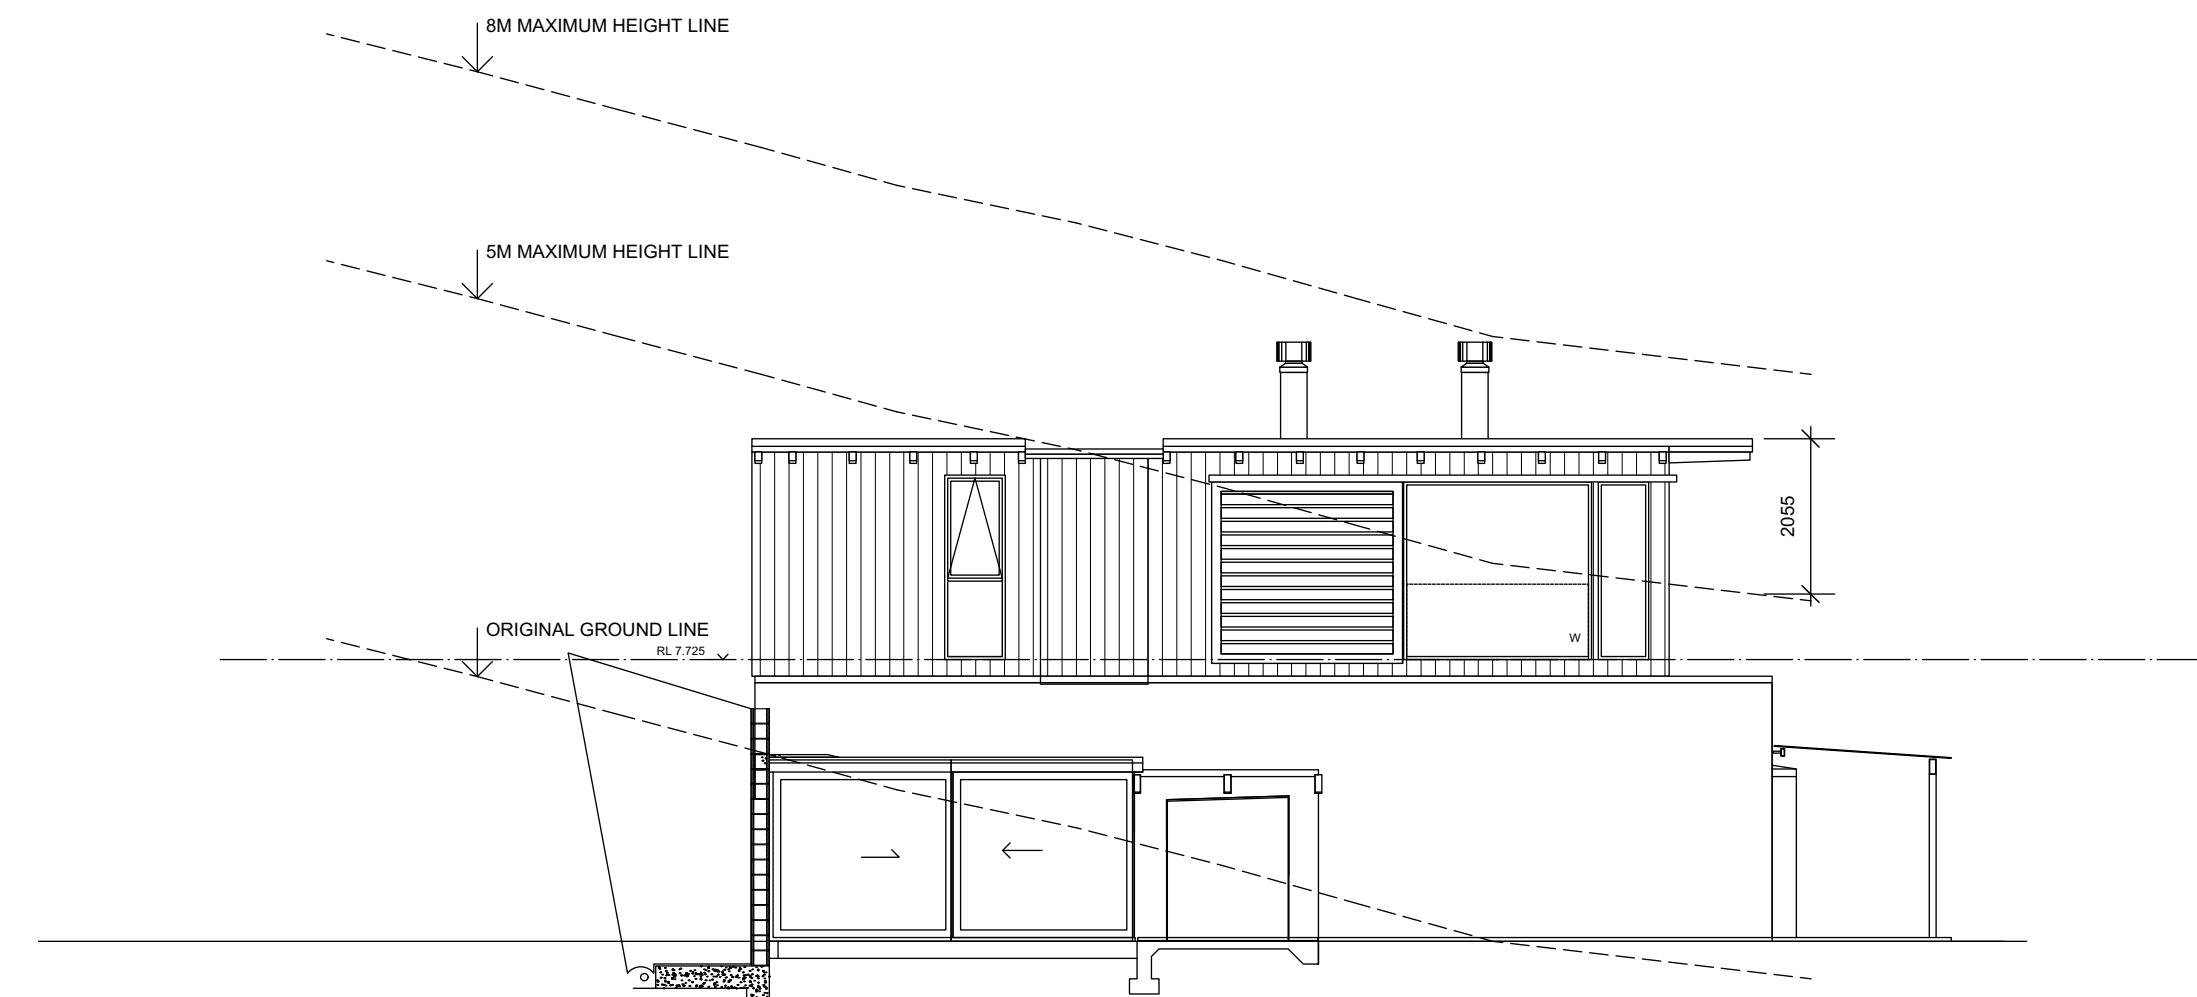 8M MAXIMUM HEIGHT LINE
5M MAXIMUM HEIGHT LINE
2055
ORIGINAL GROUND LINE
RL 7.725
W